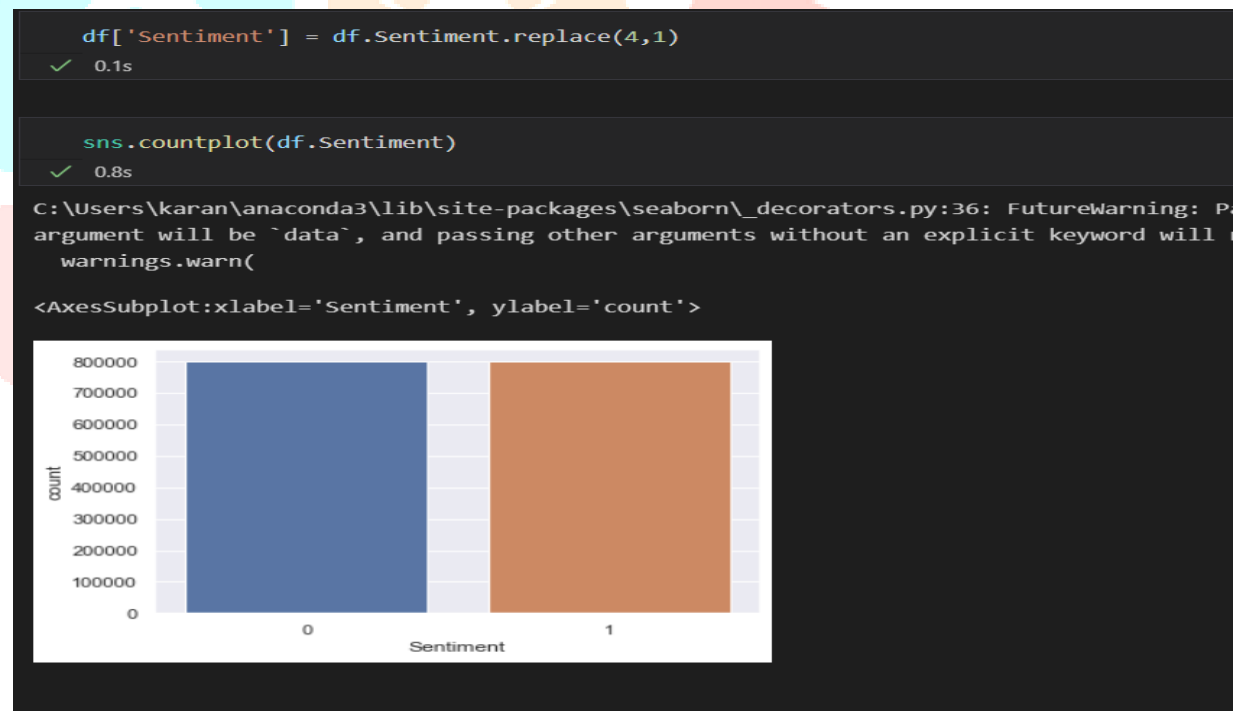 df['Sentiment'] = df.Sentiment.replace(4,1)
✓ 0.1s
sns.countplot(df.Sentiment)
✓ 0.8s
C:\Users\karan\anaconda3\lib\site-packages\seaborn\_decorators.py:36: FutureWarning:
argument will be `data`, and passing other arguments without an explicit keyword will
warnings.warn(
<AxesSubplot:xlabel='Sentiment', ylabel='count'>
800000
700000
600000
500000
400000
300000
200000
100000
0
count
0 1
Sentiment